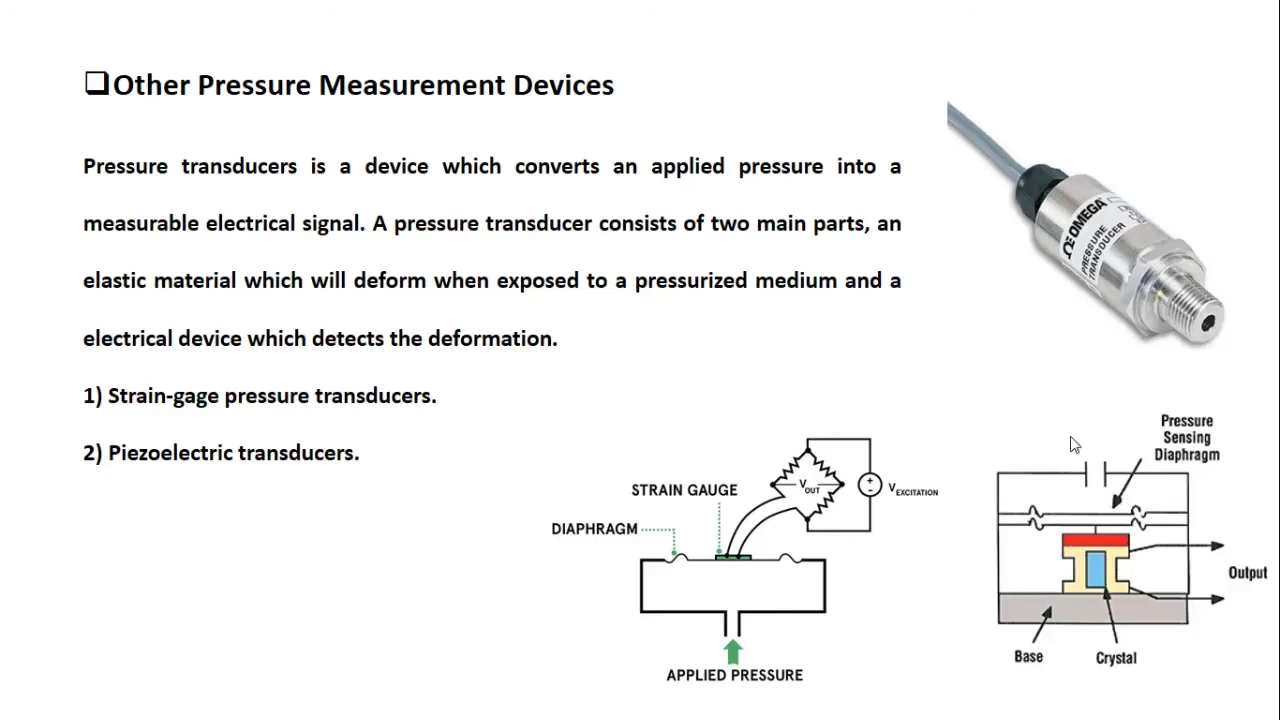 Other Pressure Measurement Devices
Pressure transducers is a device which converts an applied pressure into a
measurable electrical signal. A pressure transducer consists of two main parts, an
elastic material which will deform when exposed to a pressurized medium and a
electrical device which detects the deformation.
1) Strain-gage pressure transducers.
2) Piezoelectric transducers.
ΩE OMEGA
PRESSURE
TRANSDUCER
STRAIN GAUGE
DIAPHRAGM
VOUT
+
-
VEXCITATION
APPLIED PRESSURE
Pressure
Sensing
Diaphragm
Output
Base
Crystal